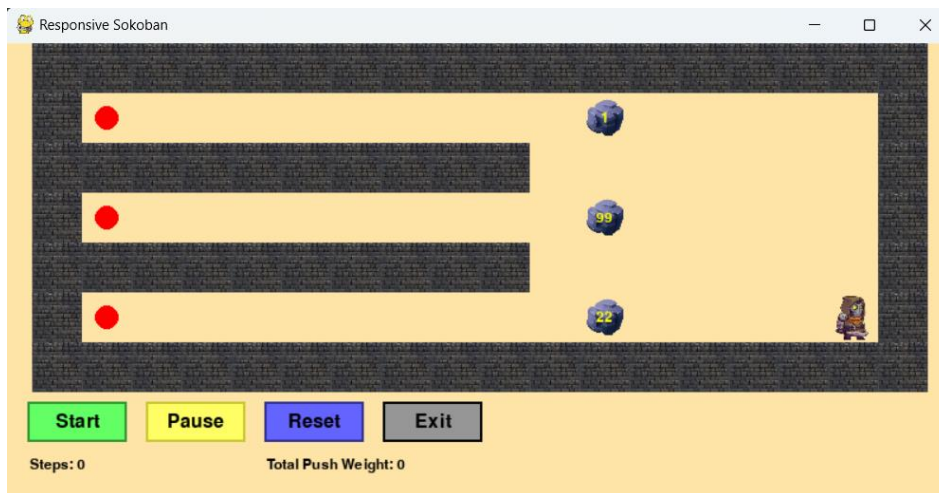 Responsive Sokoban
1
99
22
Start Pause Reset Exit
Steps: 0 Total Push Weight: 0